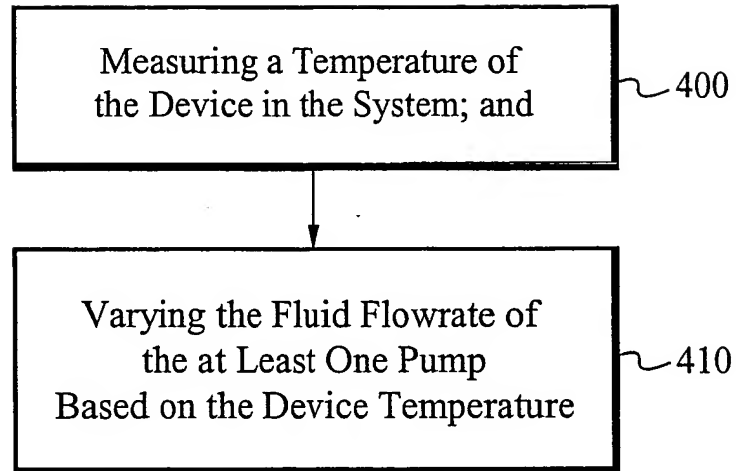 Measuring a Temperature of
the Device in the System; and
400
Varying the Fluid Flowrate of
the at Least One Pump
Based on the Device Temperature
410